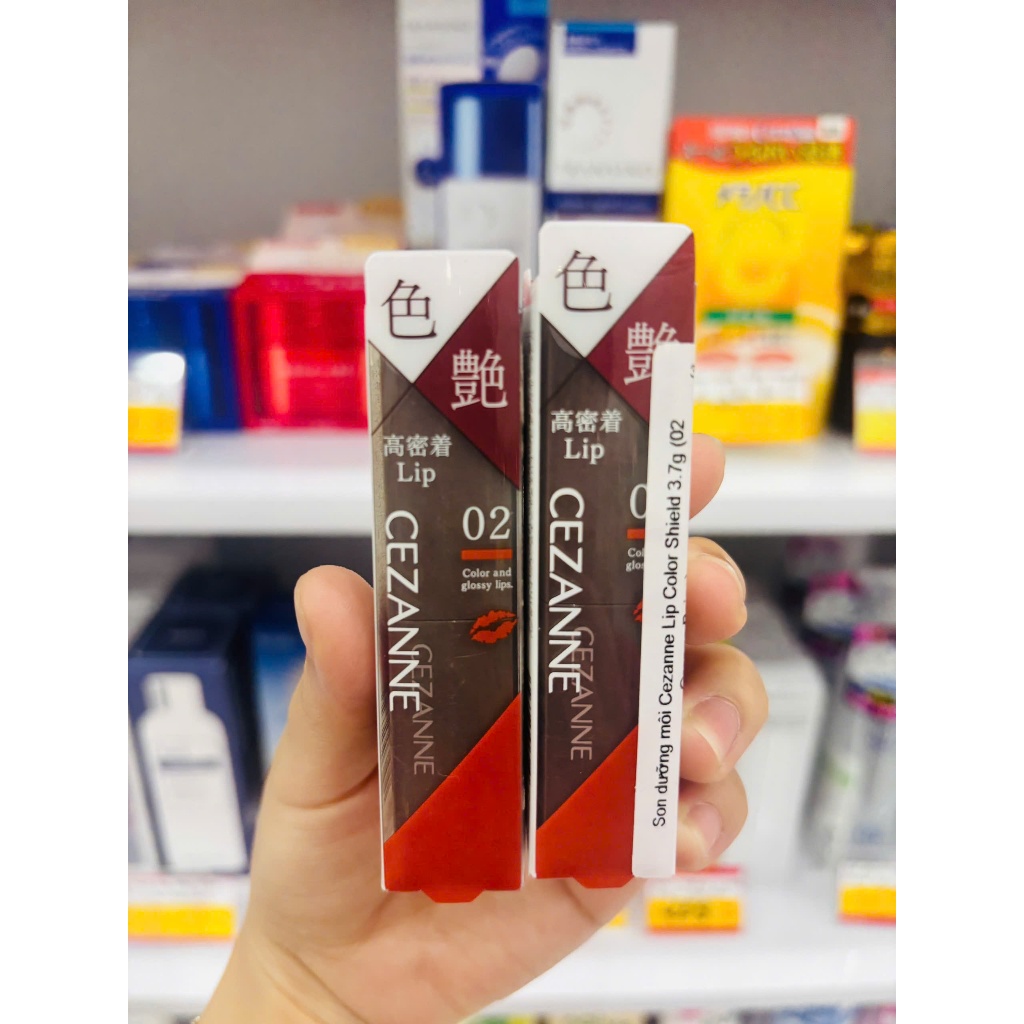 色
艶
高密着
Lip
02
Color and
glossy lips.
CEZANNE
CEZANNE
色
艶
高密着
Lip
CEZANNE
CEZANNE
Son dưỡng môi Cezanne Lip Color Shield 3.7g (02